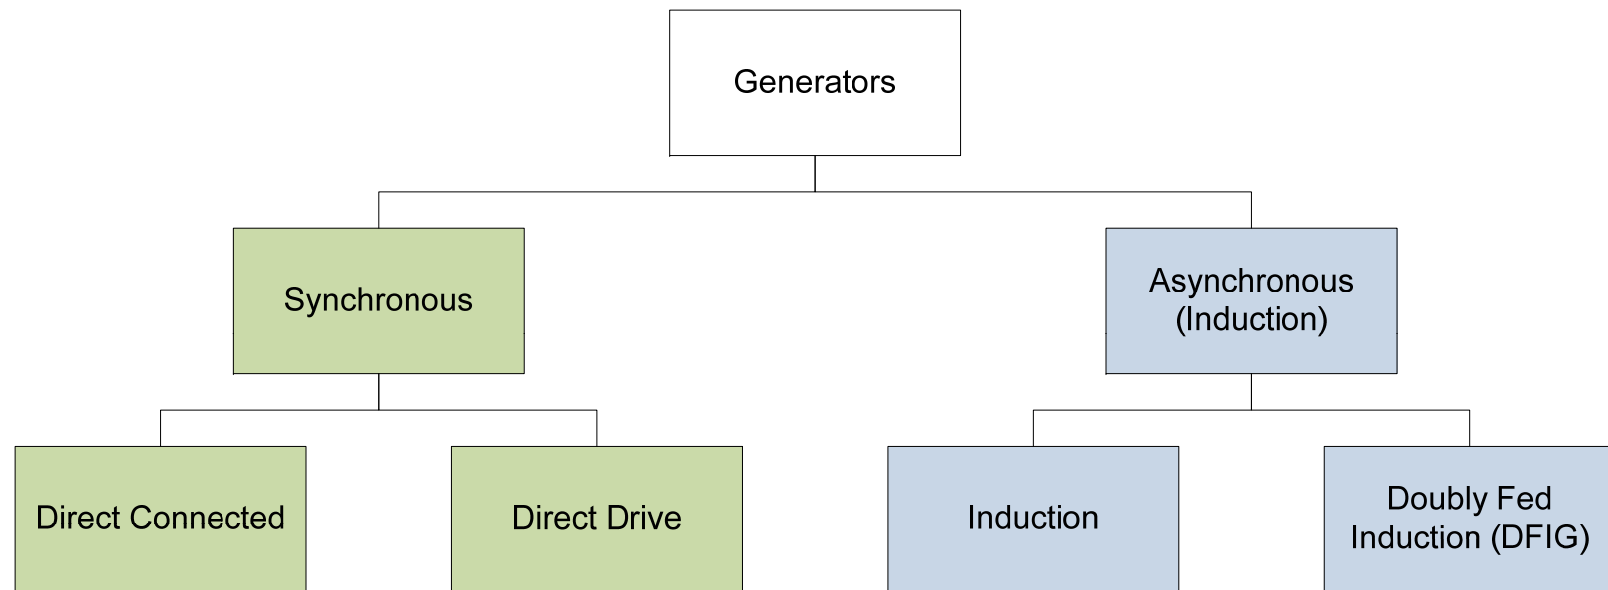 Generators
Synchronous
Asynchronous
(Induction)
Direct Connected
Direct Drive
Induction
Doubly Fed
Induction (DFIG)